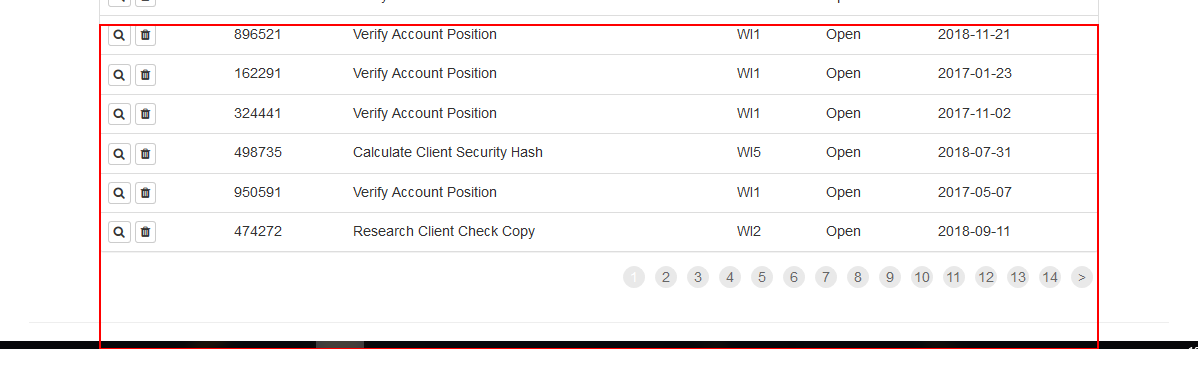 896521 Verify Account Position WI1 Open 2018-11-21
162291 Verify Account Position WI1 Open 2017-01-23
324441 Verify Account Position WI1 Open 2017-11-02
498735 Calculate Client Security Hash WI5 Open 2018-07-31
950591 Verify Account Position WI1 Open 2017-05-07
474272 Research Client Check Copy WI2 Open 2018-09-11
1 2 3 4 5 6 7 8 9 10 11 12 13 14 >